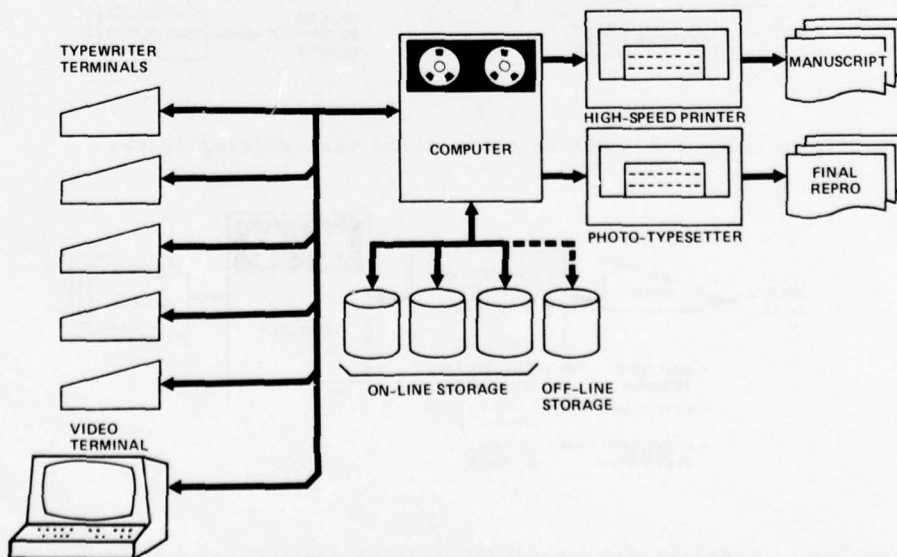 TYPEWRITER
TERMINALS
COMPUTER
HIGH-SPEED PRINTER
MANUSCRIPT
PHOTO-TYPESETTER
FINAL
REPRO
ON-LINE STORAGE
OFF-LINE
STORAGE
VIDEO
TERMINAL